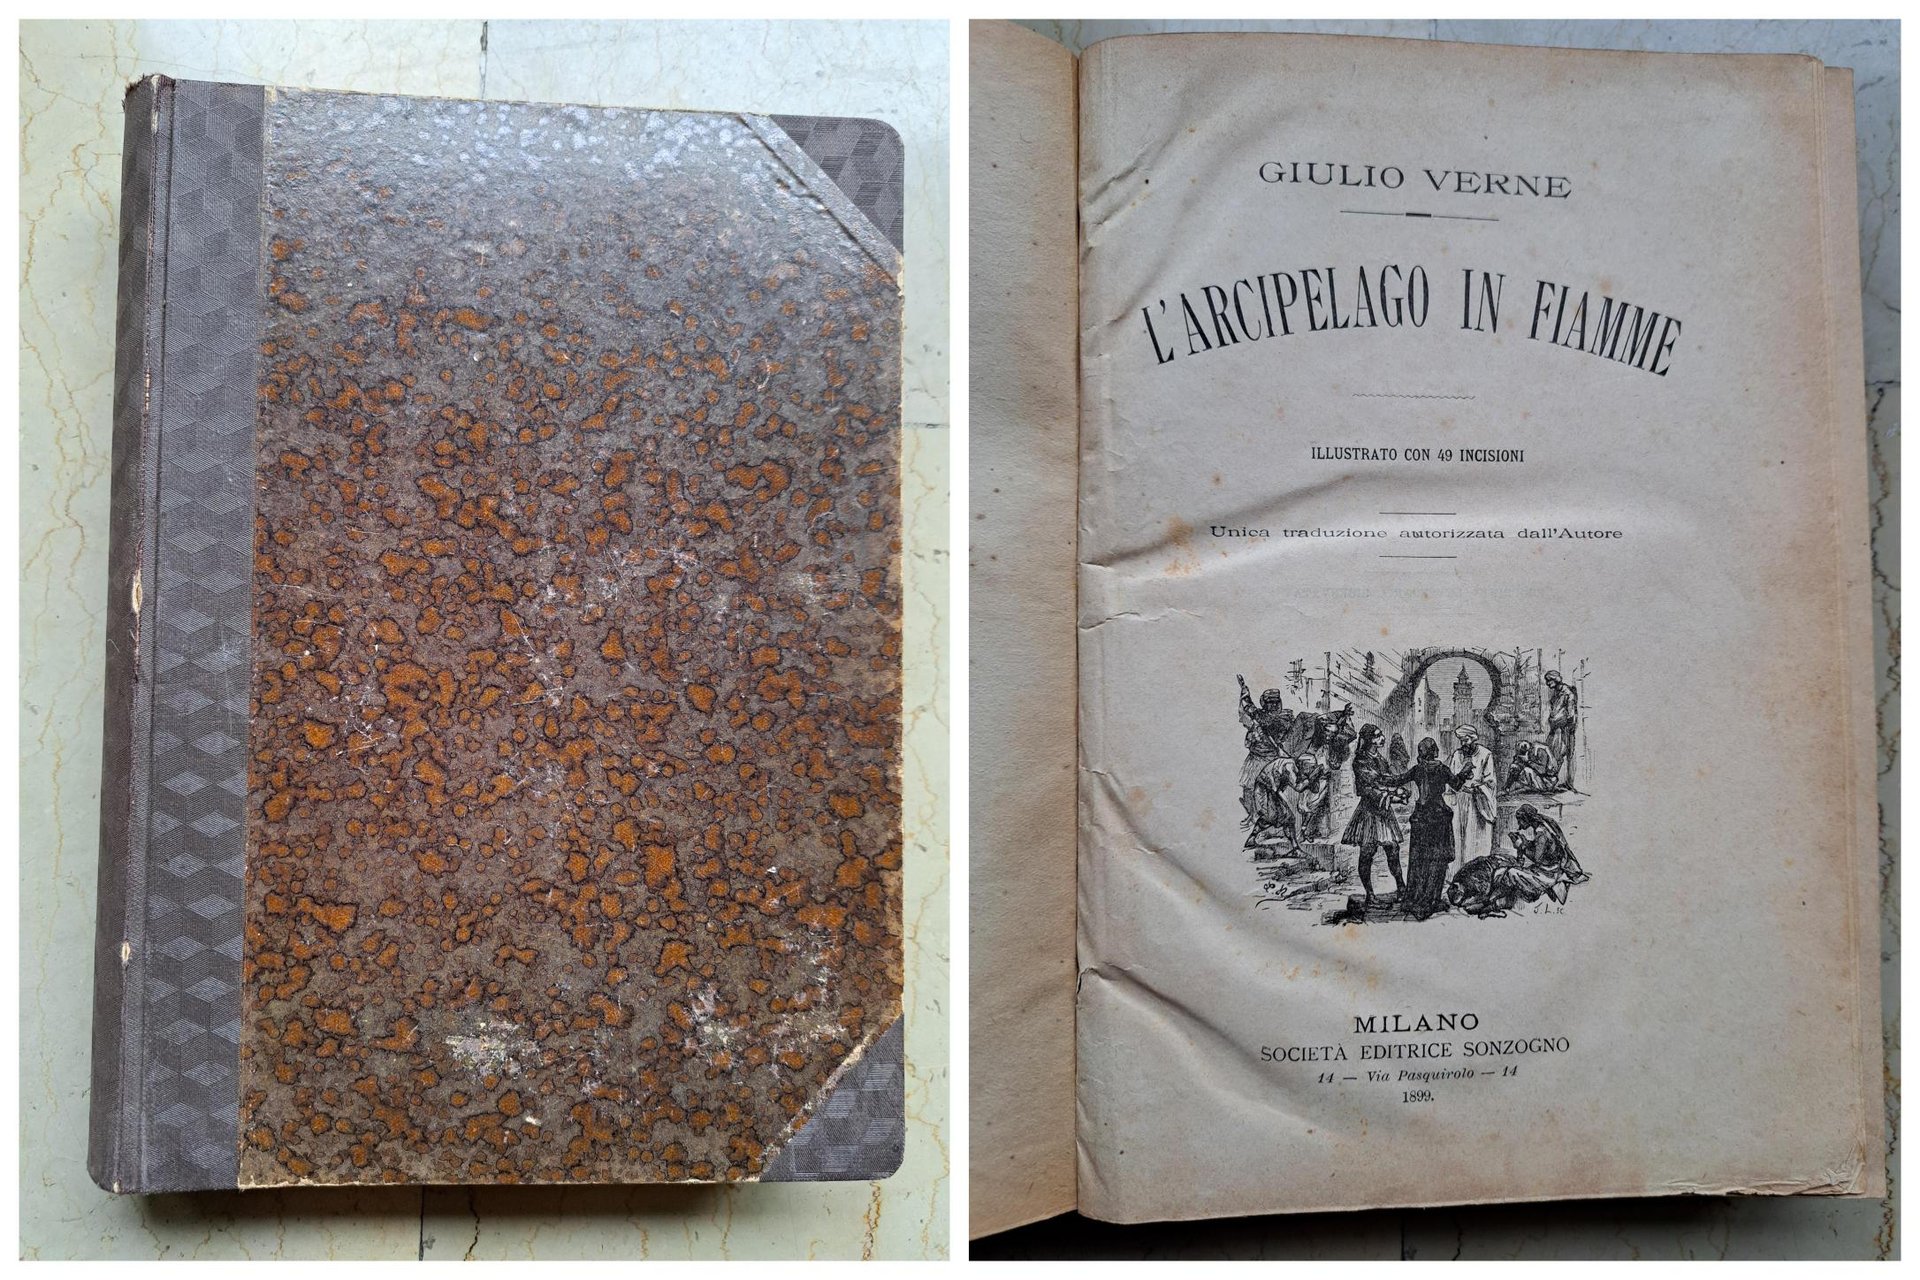 GIULIO VERNE
L'ARCIPELAGO IN FIAMME
ILLUSTRATO CON 49 INCISIONI
Unica traduzione autorizzata dall'Autore
J. L. sc
MILANO
SOCIETÀ EDITRICE SONZOGNO
14 — Via Pasquirolo — 14
1899.